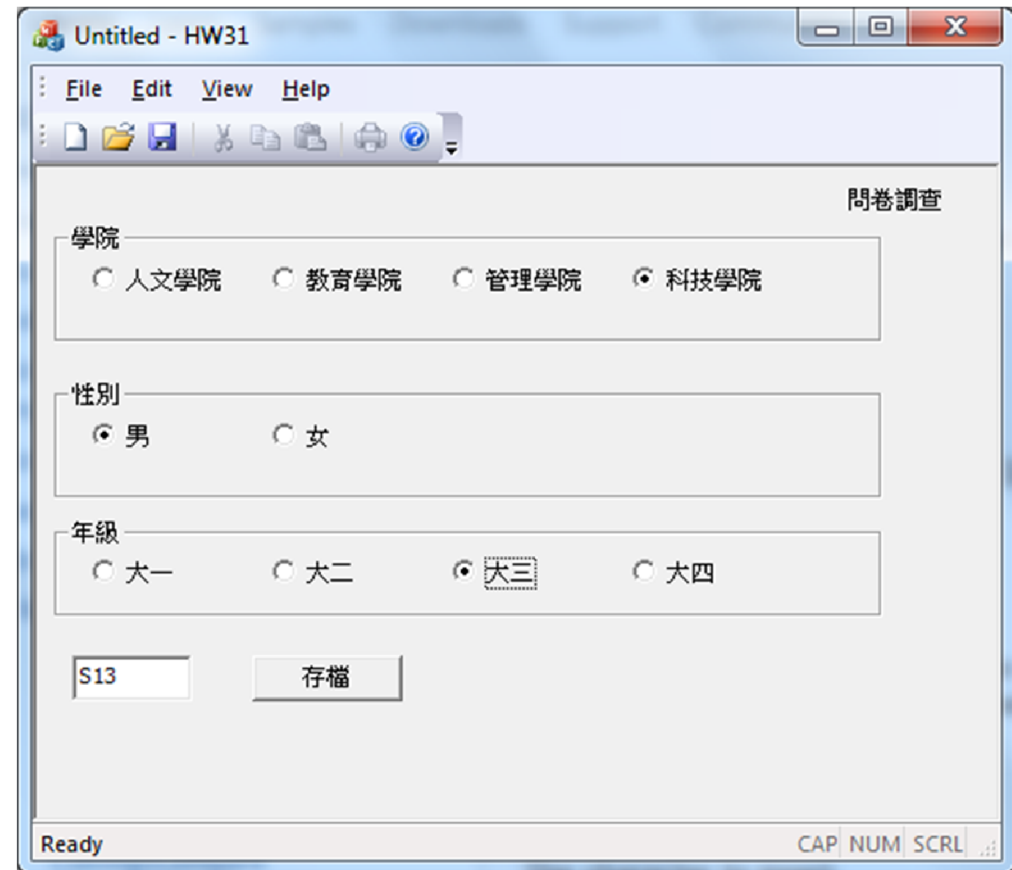 Untitled - HW31
File Edit View Help
問卷調查
學院
人文學院 教育學院 管理學院 科技學院
性別
男 女
年級
大一 大二 大三 大四
S13 存檔
Ready CAP NUM SCRL